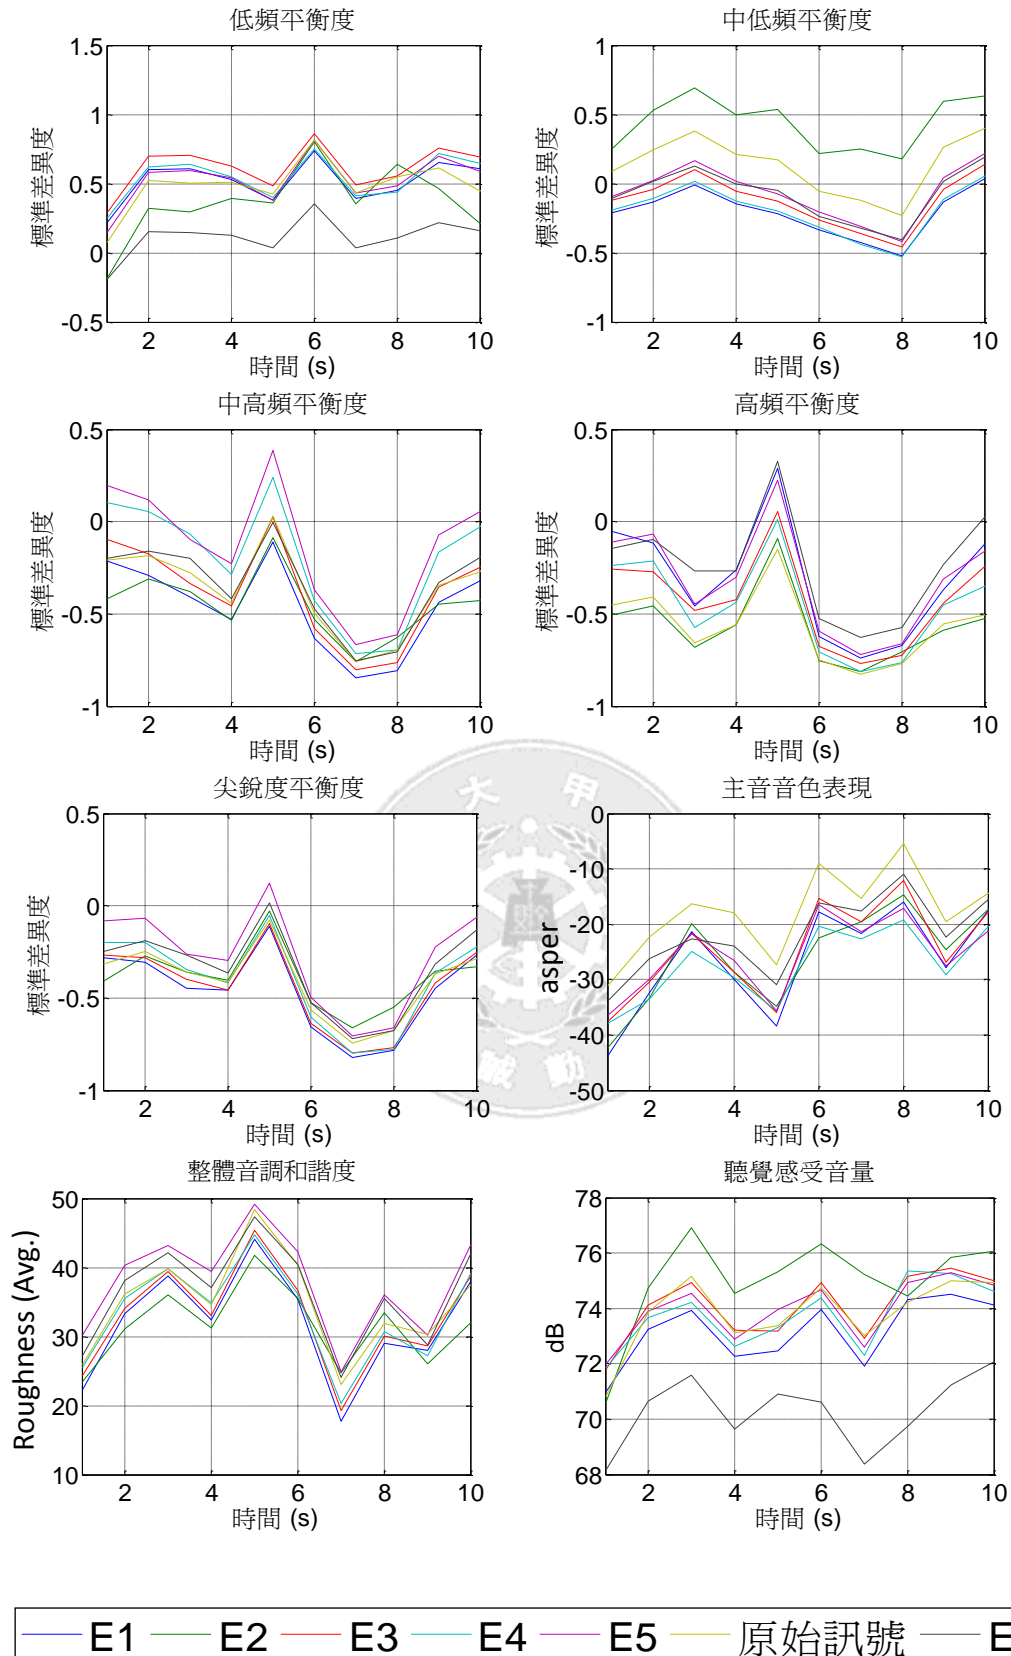 低頻平衡度
標準差異度
1.5
1
0.5
0
-0.5
2 4 6 8 10
時間 (s)
中低頻平衡度
標準差異度
1
0.5
0
-0.5
-1
2 4 6 8 10
時間 (s)
中高頻平衡度
標準差異度
0.5
0
-0.5
-1
2 4 6 8 10
時間 (s)
高頻平衡度
標準差異度
0.5
0
-0.5
-1
2 4 6 8 10
時間 (s)
尖銳度平衡度
標準差異度
0.5
0
-0.5
-1
2 4 6 8 10
時間 (s)
主音音色表現
asper
0
-10
-20
-30
-40
-50
2 4 6 8 10
時間 (s)
大 甲
動
整體音調和諧度
Roughness (Avg.)
50
40
30
20
10
2 4 6 8 10
時間 (s)
聽覺感受音量
dB
78
76
74
72
70
68
2 4 6 8 10
時間 (s)
E1 E2 E3 E4 E5 原始訊號 E